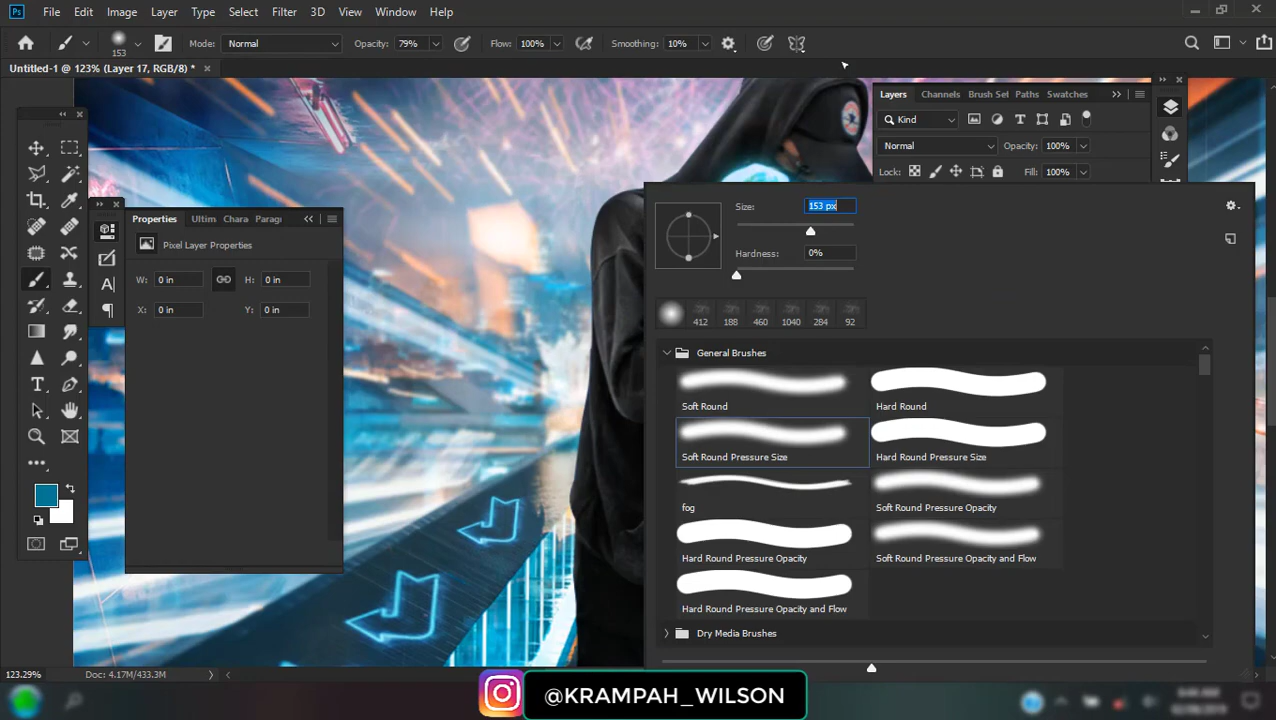 Ps File Edit Image Layer Type Select Filter 3D View Window Help
153 Mode: Normal Opacity: 79% Flow: 100% Smoothing: 10%
Untitled-1 @ 123% (Layer 17, RGB/8) *
Layers Channels Brush Set Paths Swatches
Kind
Normal Opacity: 100%
Lock: Fill: 100%
Properties Ultim Chara Paragi
Pixel Layer Properties
W: 0 in H: 0 in
X: 0 in Y: 0 in
Size: 153 px
Hardness: 0%
412 188 460 1040 284 92
General Brushes
Soft Round Hard Round
Soft Round Pressure Size Hard Round Pressure Size
fog Soft Round Pressure Opacity
Hard Round Pressure Opacity Soft Round Pressure Opacity and Flow
Hard Round Pressure Opacity and Flow
Dry Media Brushes
123.29% Doc: 4.17M/433.3M
@KRAMPAH_WILSON